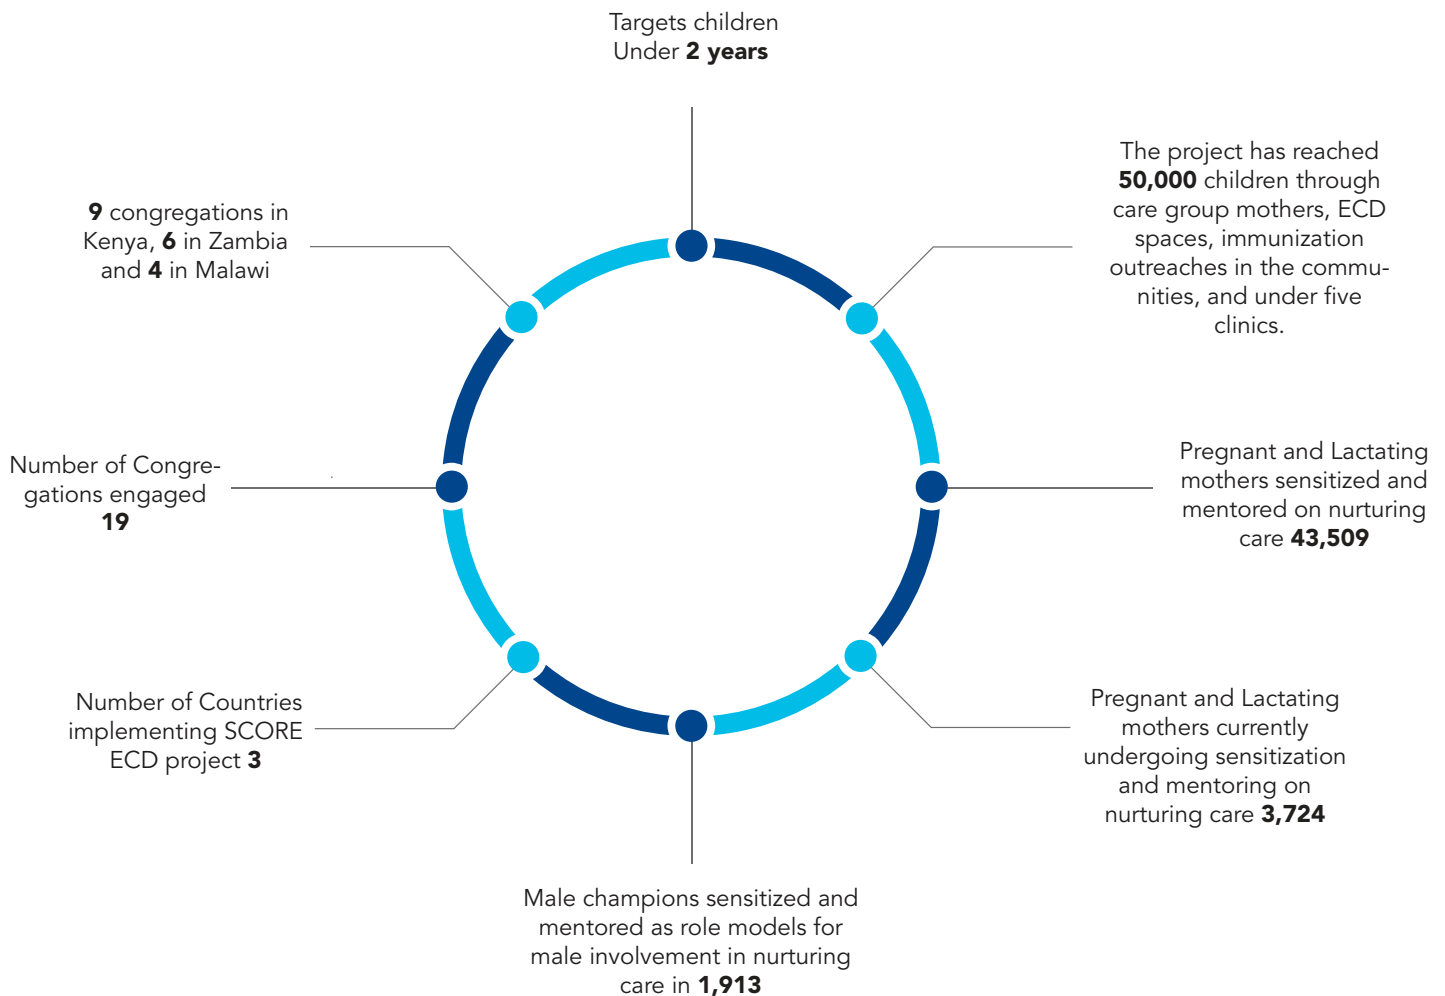 Targets children
Under 2 years
The project has reached
50,000 children through
care group mothers, ECD
spaces, immunization
outreaches in the commu-
nities, and under five
clinics.
Pregnant and Lactating
mothers sensitized and
mentored on nurturing
care 43,509
Pregnant and Lactating
mothers currently
undergoing sensitization
and mentoring on
nurturing care 3,724
Male champions sensitized and
mentored as role models for
male involvement in nurturing
care in 1,913
Number of Countries
implementing SCORE
ECD project 3
Number of Congre-
gations engaged
19
9 congregations in
Kenya, 6 in Zambia
and 4 in Malawi